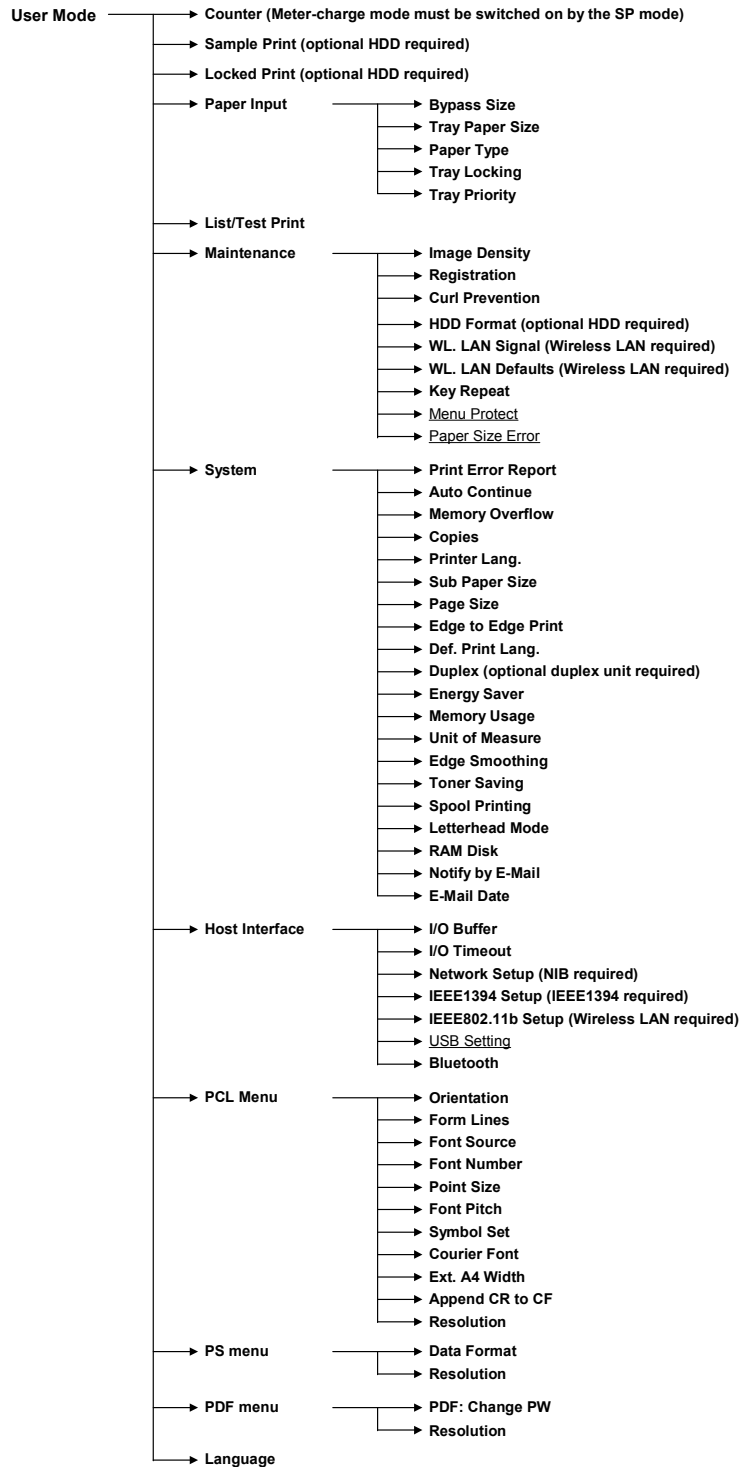 User Mode
Counter (Meter-charge mode must be switched on by the SP mode)
Sample Print (optional HDD required)
Locked Print (optional HDD required)
Paper Input
Bypass Size
Tray Paper Size
Paper Type
Tray Locking
Tray Priority
List/Test Print
Maintenance
Image Density
Registration
Curl Prevention
HDD Format (optional HDD required)
WL. LAN Signal (Wireless LAN required)
WL. LAN Defaults (Wireless LAN required)
Key Repeat
Menu Protect
Paper Size Error
System
Print Error Report
Auto Continue
Memory Overflow
Copies
Printer Lang.
Sub Paper Size
Page Size
Edge to Edge Print
Def. Print Lang.
Duplex (optional duplex unit required)
Energy Saver
Memory Usage
Unit of Measure
Edge Smoothing
Toner Saving
Spool Printing
Letterhead Mode
RAM Disk
Notify by E-Mail
E-Mail Date
Host Interface
I/O Buffer
I/O Timeout
Network Setup (NIB required)
IEEE1394 Setup (IEEE1394 required)
IEEE802.11b Setup (Wireless LAN required)
USB Setting
Bluetooth
PCL Menu
Orientation
Form Lines
Font Source
Font Number
Point Size
Font Pitch
Symbol Set
Courier Font
Ext. A4 Width
Append CR to CF
Resolution
PS menu
Data Format
Resolution
PDF menu
PDF: Change PW
Resolution
Language